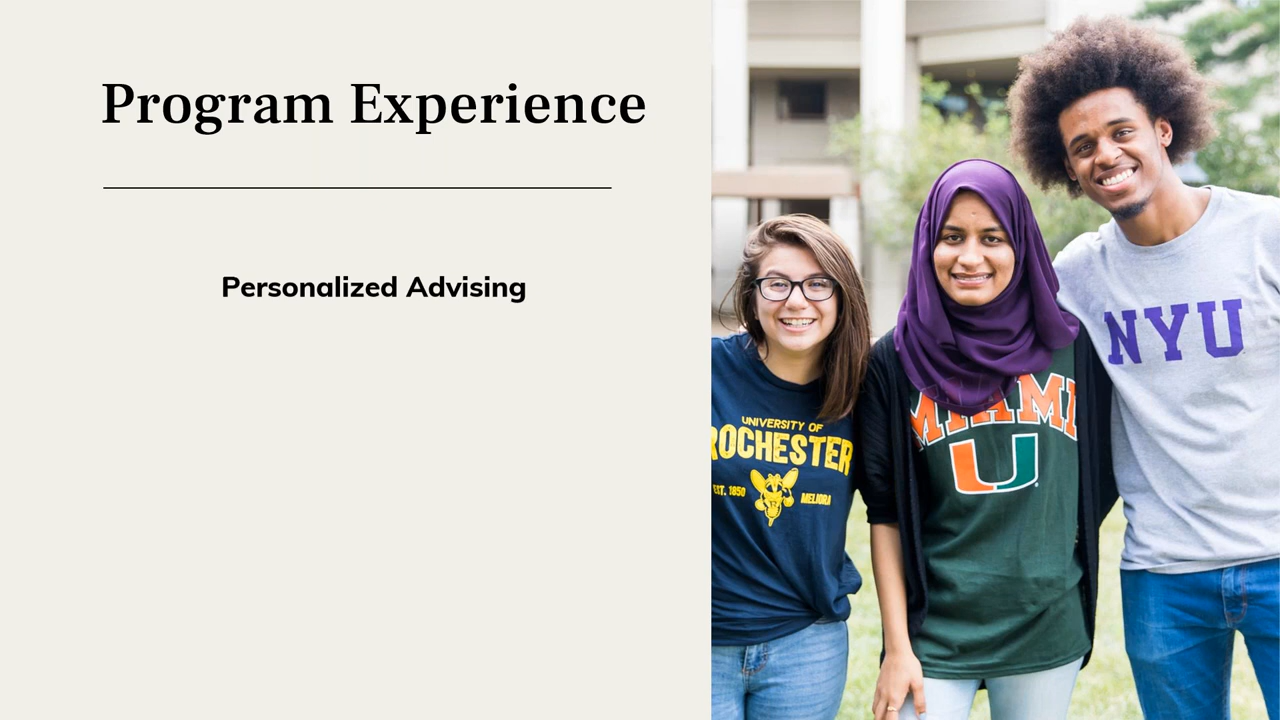 Program Experience
Personalized Advising
UNIVERSITY OF
ROCHESTER
EST. 1850
MELIORA
MIAMI
U
NYU